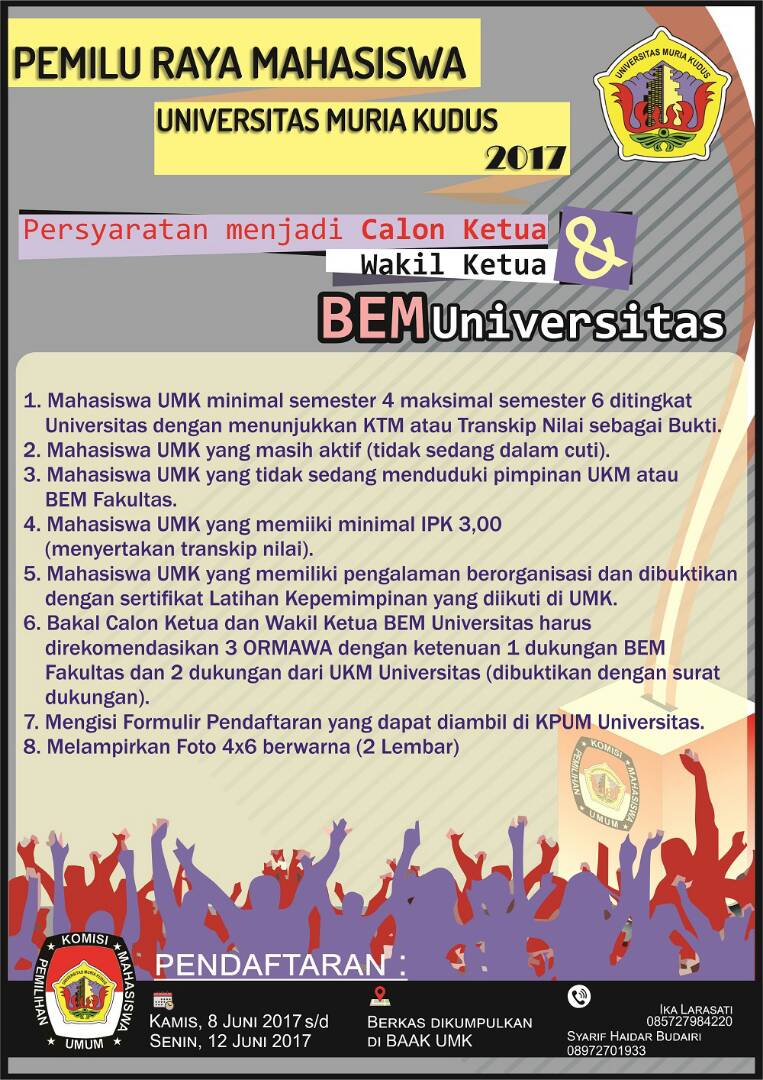 PEMILU RAYA MAHASISWA
UNIVERSITAS MURIA KUDUS
2017
UNIVERSITAS MURIA KUDUS
Persyaratan menjadi Calon Ketua
&
Wakil Ketua
BEM Universitas
1. Mahasiswa UMK minimal semester 4 maksimal semester 6 ditingkat
Universitas dengan menunjukkan KTM atau Transkip Nilai sebagai Bukti.
2. Mahasiswa UMK yang masih aktif (tidak sedang dalam cuti).
3. Mahasiswa UMK yang tidak sedang menduduki pimpinan UKM atau
BEM Fakultas.
4. Mahasiswa UMK yang memiiki minimal IPK 3,00
(menyertakan transkip nilai).
5. Mahasiswa UMK yang memiliki pengalaman berorganisasi dan dibuktikan
dengan sertifikat Latihan Kepemimpinan yang diikuti di UMK.
6. Bakal Calon Ketua dan Wakil Ketua BEM Universitas harus
direkomendasikan 3 ORMAWA dengan ketenuan 1 dukungan BEM
Fakultas dan 2 dukungan dari UKM Universitas (dibuktikan dengan surat
dukungan).
7. Mengisi Formulir Pendaftaran yang dapat diambil di KPUM Universitas.
8. Melampirkan Foto 4x6 berwarna (2 Lembar)
KOMISI PEMILIHAN MAHASISWA UMUM
KOMISI PEMILIHAN MAHASISWA UMUM
PENDAFTARAN :
KAMIS, 8 JUNI 2017 s/d
SENIN, 12 JUNI 2017
BERKAS DIKUMPULKAN
DI BAAK UMK
IKA LARASATI
085727984220
SYARIF HAIDAR BUDAIRI
08972701933